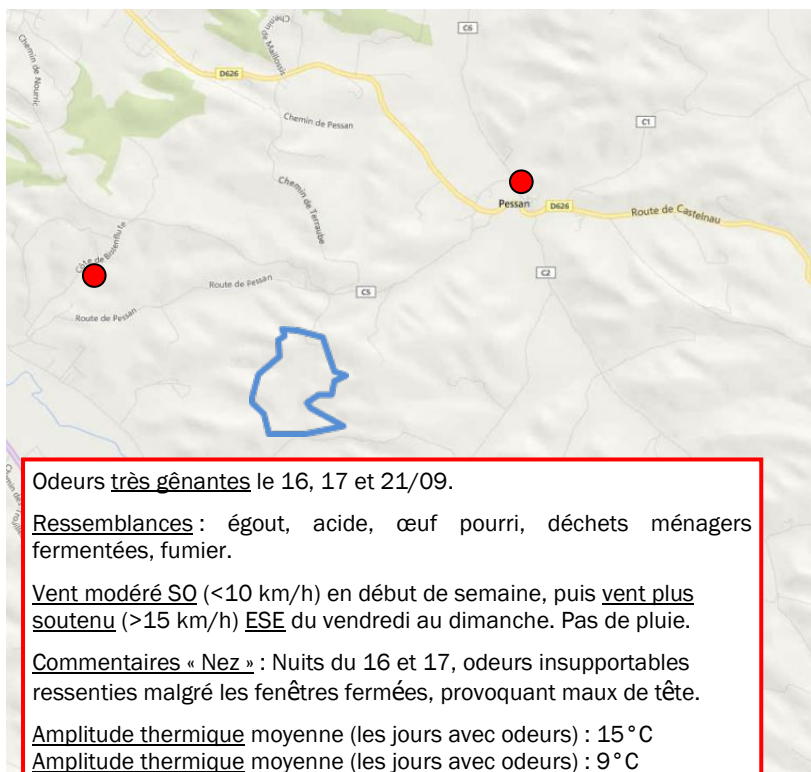 Chemin
de Maillossis
C6
Chemin de Nourric
D626
Chemin de Pessan
C1
Chemin de Terraube
Pessan
D626
Route de Castelnau
Côte de Boisenflute
C2
Route de Pessan
C5
Route de Pessan
Odeurs très gênantes le 16, 17 et 21/09.
Ressemblances : égout, acide, œuf pourri, déchets ménagers
fermentées, fumier.
Vent modéré SO (<10 km/h) en début de semaine, puis vent plus
soutenu (>15 km/h) ESE du vendredi au dimanche. Pas de pluie.
Commentaires « Nez » : Nuits du 16 et 17, odeurs insupportables
ressenties malgré les fenêtres fermées, provoquant maux de tête.
Amplitude thermique moyenne (les jours avec odeurs) : 15°C
Amplitude thermique moyenne (les jours avec odeurs) : 9°C